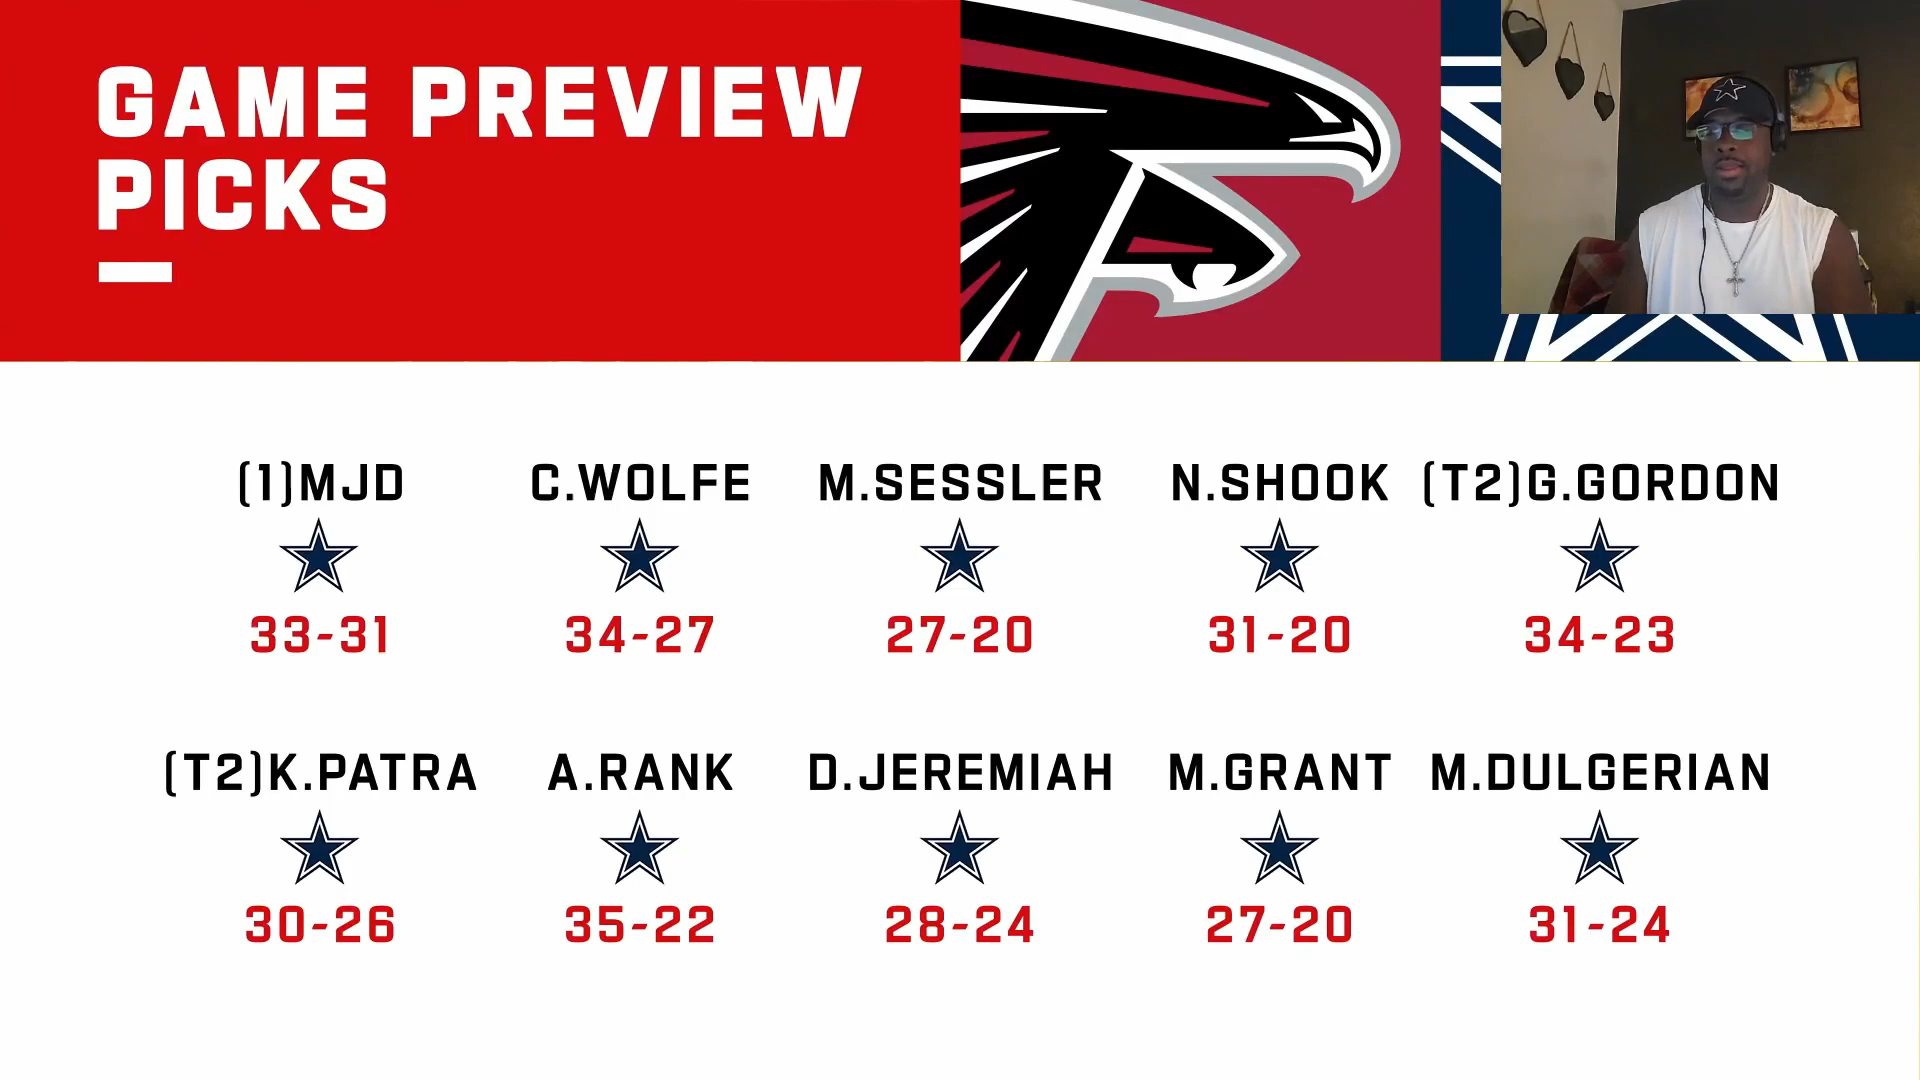 GAME PREVIEW
PICKS
(1)MJD C.WOLFE M.SESSLER N.SHOOK (T2)G.GORDON
33-31 34-27 27-20 31-20 34-23
(T2)K.PATRA A.RANK D.JEREMIAH M.GRANT M.DULGERIAN
30-26 35-22 28-24 27-20 31-24